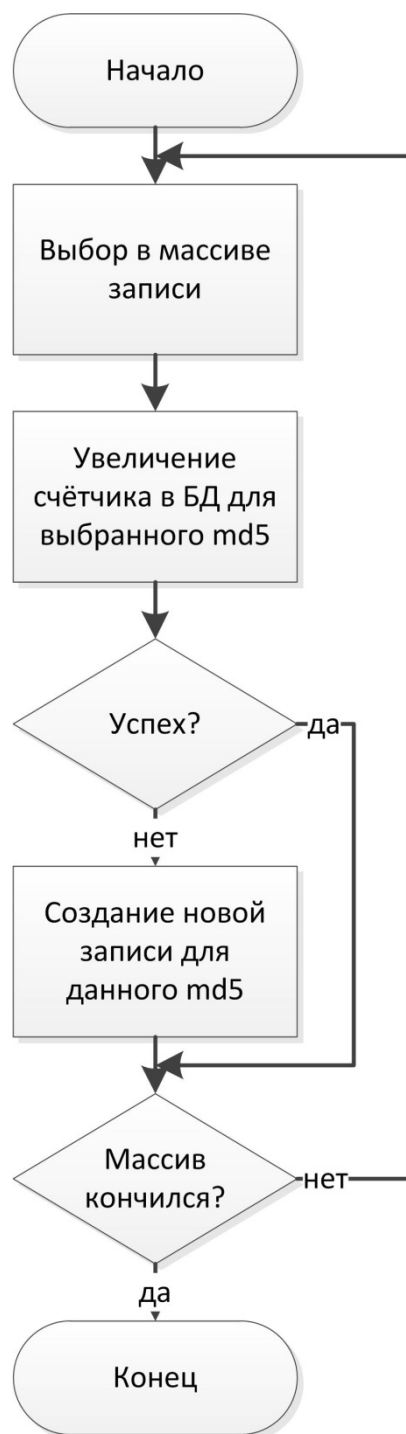 Начало
Выбор в массиве
записи
Увеличение
счётчика в БД для
выбранного md5
Успех?
да
нет
Создание новой
записи для
данного md5
Массив
кончился?
нет
да
Конец